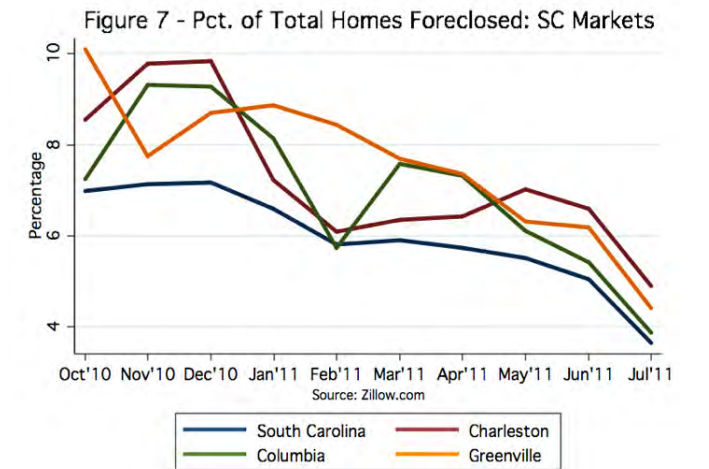 Figure 7 - Pct. of Total Homes Foreclosed: SC Markets
Percentage
10
8
6
4
Oct'10 Nov'10 Dec'10 Jan'11 Feb'11 Mar'11 Apr'11 May'11 Jun'11 Jul'11
Source: Zillow.com
South Carolina Charleston
Columbia Greenville